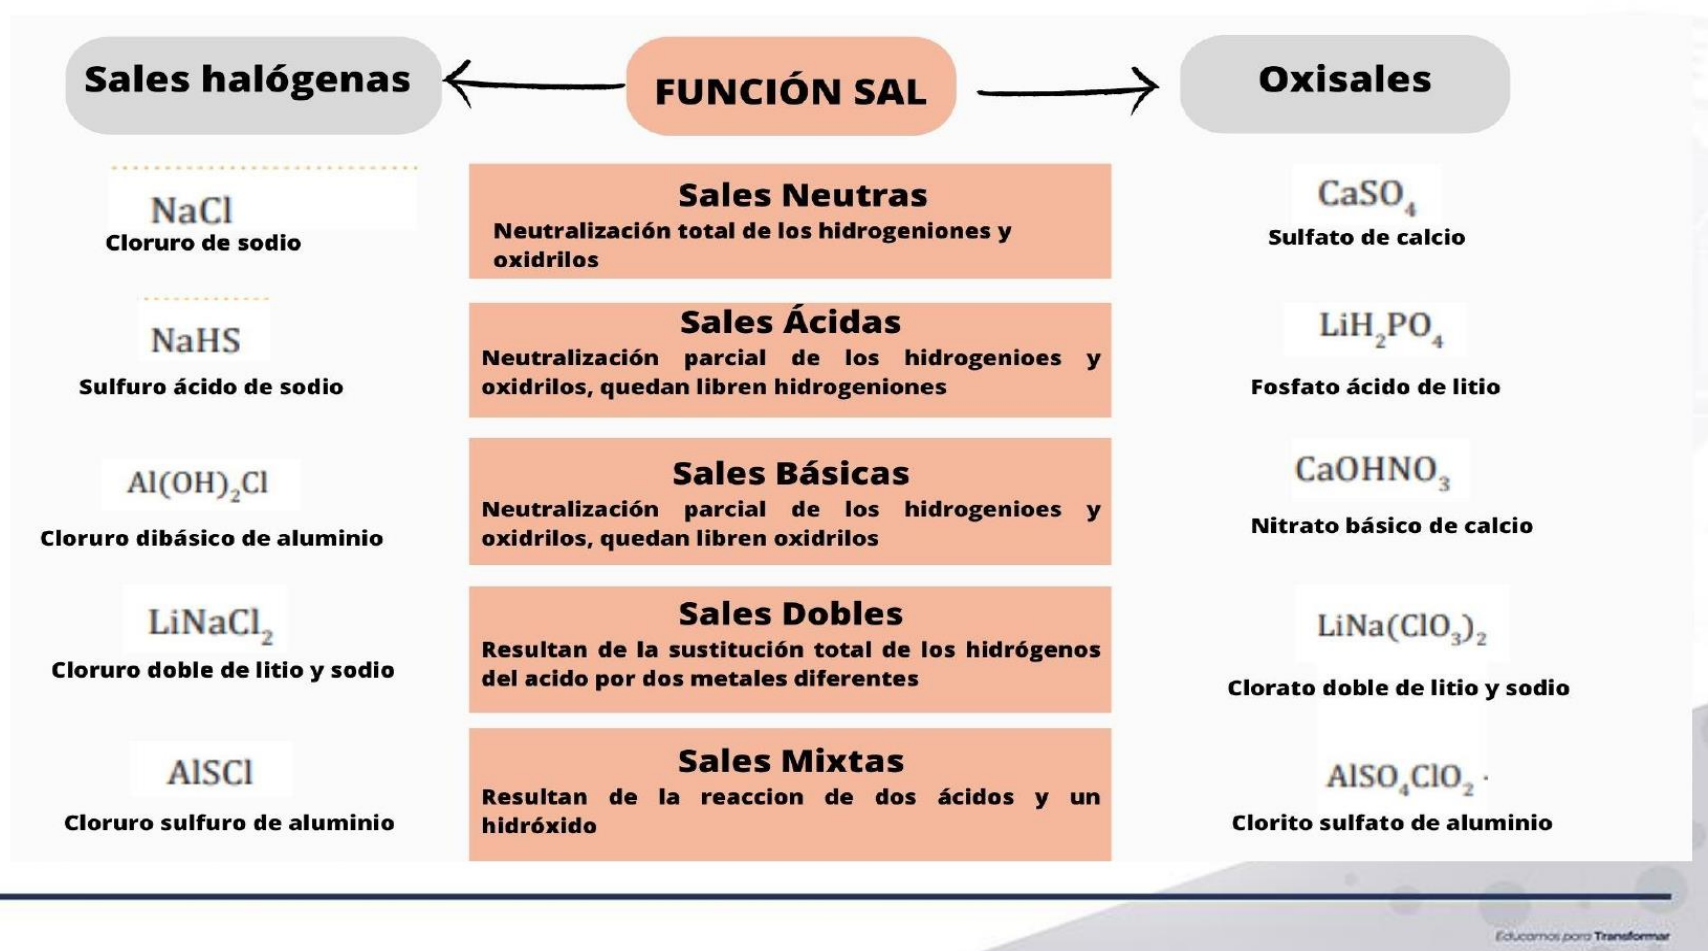 Sales halógenas
FUNCIÓN SAL
Oxisales
NaCl
Cloruro de sodio
Sales Neutras
Neutralización total de los hidrogeniones y
oxidrilos
CaSO₄
Sulfato de calcio
NaHS
Sulfuro ácido de sodio
Sales Ácidas
Neutralización parcial de los hidrogenioes y
oxidrilos, quedan libren hidrogeniones
LiH₂PO₄
Fosfato ácido de litio
Al(OH)₂Cl
Cloruro dibásico de aluminio
Sales Básicas
Neutralización parcial de los hidrogenioes y
oxidrilos, quedan libren oxidrilos
CaOHNO₃
Nitrato básico de calcio
LiNaCl₂
Cloruro doble de litio y sodio
Sales Dobles
Resultan de la sustitución total de los hidrógenos
del acido por dos metales diferentes
LiNa(ClO₃)₂
Clorato doble de litio y sodio
AlSCl
Cloruro sulfuro de aluminio
Sales Mixtas
Resultan de la reaccion de dos ácidos y un
hidróxido
AlSO₄ClO₂ ·
Clorito sulfato de aluminio
Educamos para Transformar